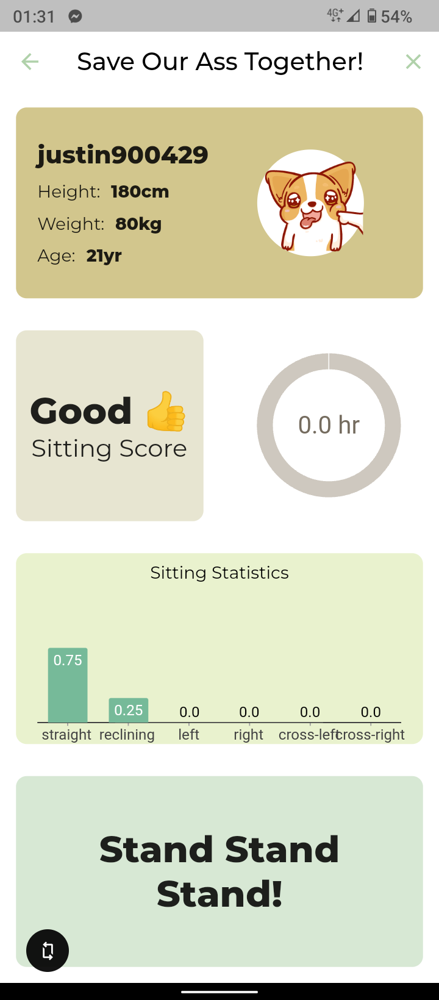 01:31 4G+ 54%
Save Our Ass Together!
justin900429
Height: 180cm
Weight: 80kg
Age: 21yr
Good 👍
Sitting Score
0.0 hr
Sitting Statistics
0.75
0.25 0.0 0.0 0.0 0.0
straight reclining left right cross-left cross-right
Stand Stand
Stand!